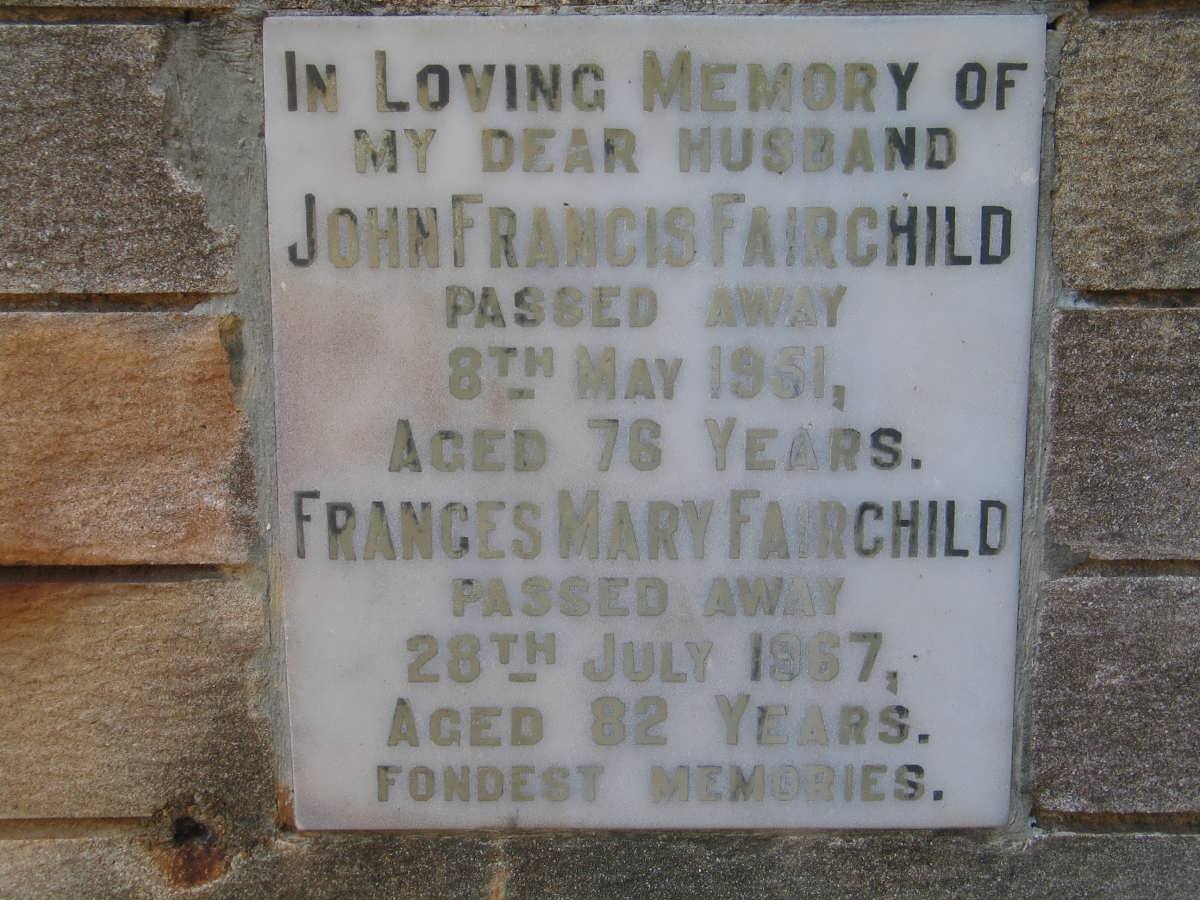 In Loving Memory of
my dear husband
John Francis Fairchild
passed away
8th May 1951,
Aged 76 Years.
Frances Mary Fairchild
passed away
28th July 1967,
Aged 82 Years.
fondest memories.